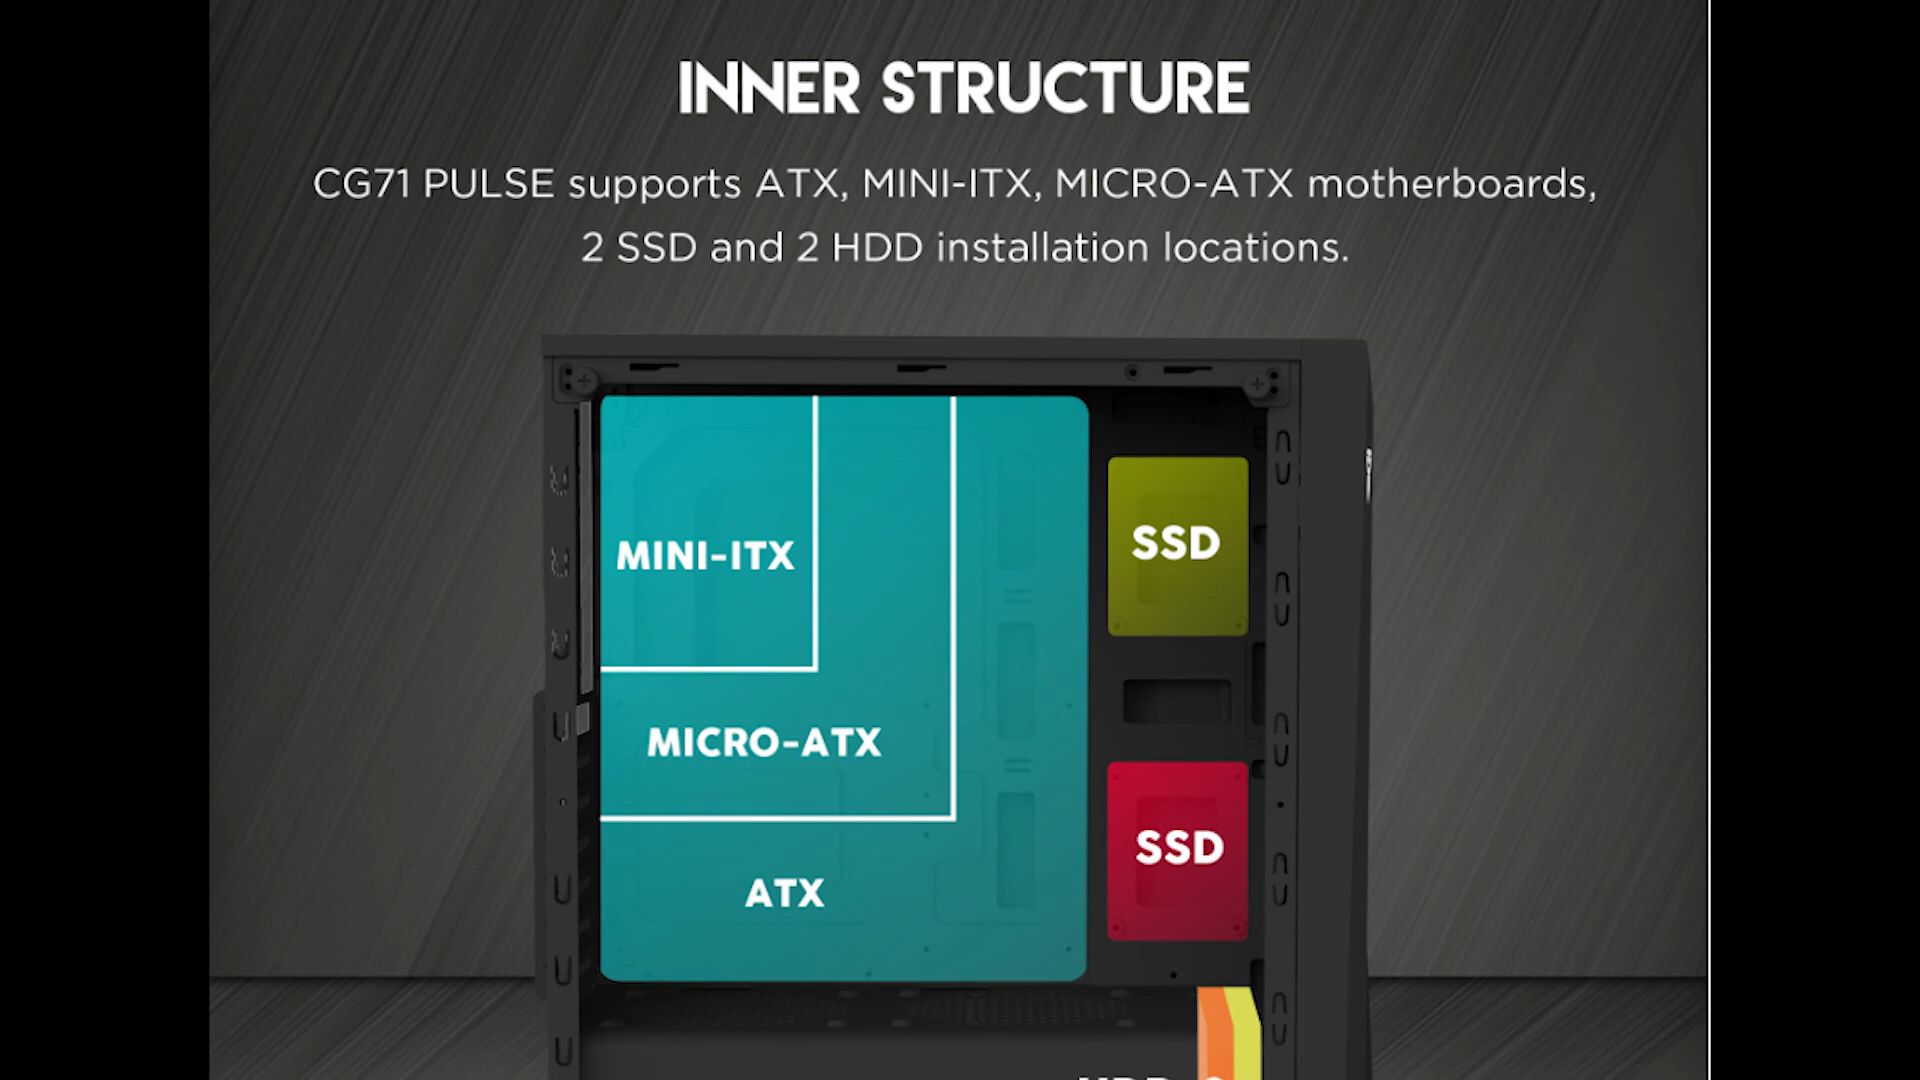 INNER STRUCTURE
CG71 PULSE supports ATX, MINI-ITX, MICRO-ATX motherboards,
2 SSD and 2 HDD installation locations.
SSD
MINI-ITX
MICRO-ATX
SSD
ATX